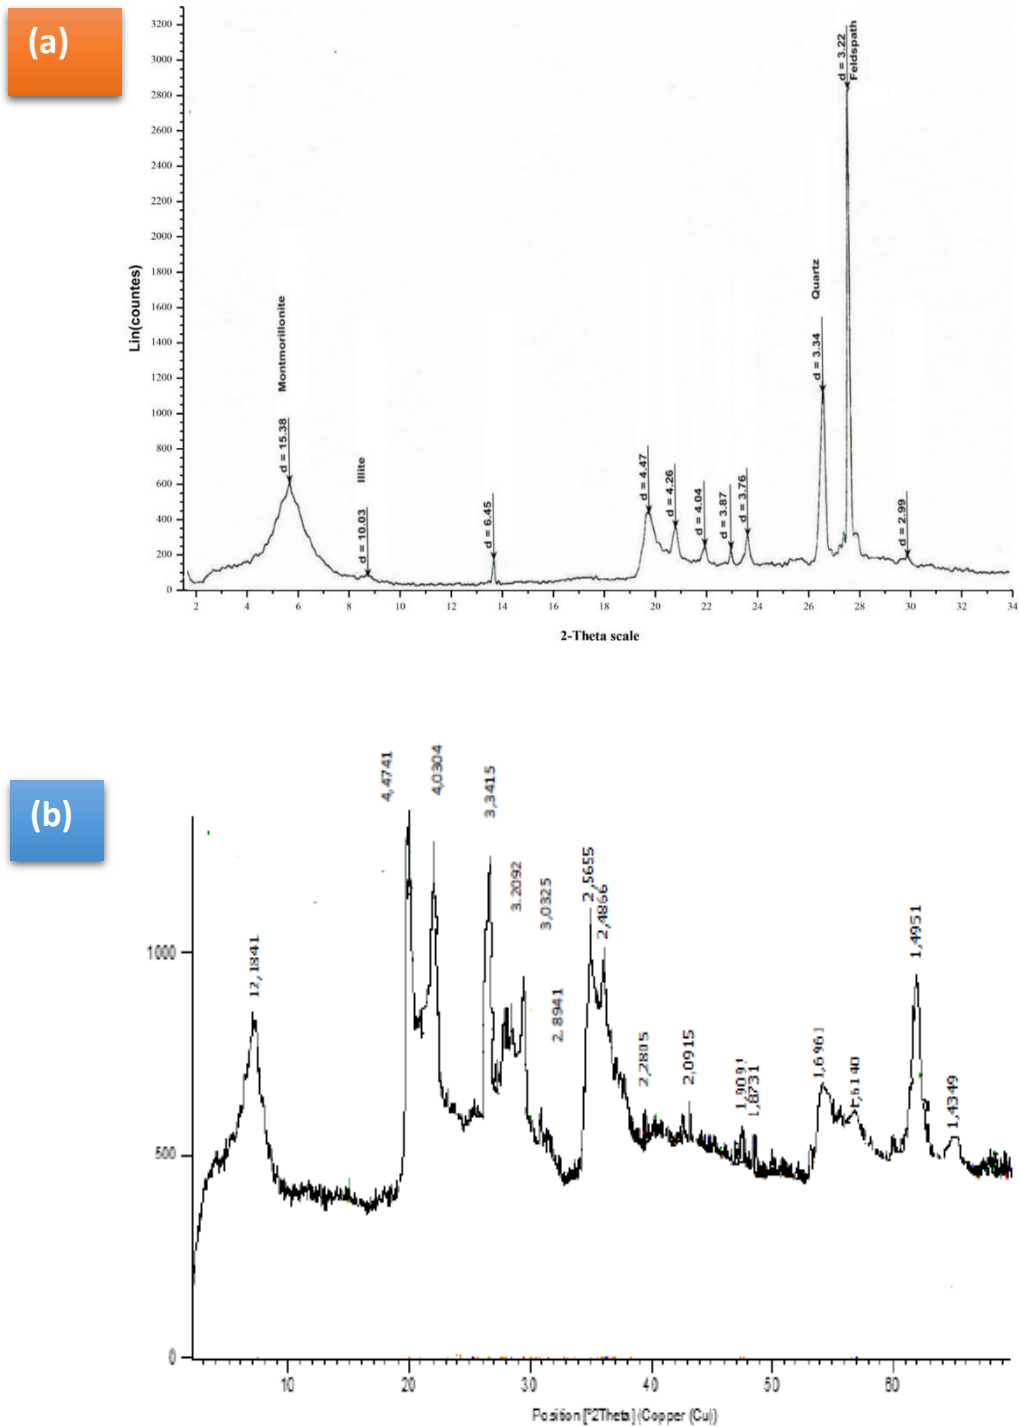 (a)
3200
3000
2800
2600
2400
2200
2000
1800
1600
1400
1200
1000
800
600
400
200
0
Lin(countes)
d = 15.38
Montmorillonite
d = 10.03
Illite
d = 6.45
d = 4.47
d = 4.26
d = 4.04
d = 3.87
d = 3.76
d = 3.34
Quartz
d = 3.22
Feldspath
d = 2.99
2 4 6 8 10 12 14 16 18 20 22 24 26 28 30 32 34
2-Theta scale
(b)
1000
500
0
12,1841
4,4741
4,0304
3,3415
3.2092
3,0325
2.8941
2,5655
2,4866
2,2805
2,0915
1,9091
1,8731
1,6961
1,6140
1,4951
1,4349
10 20 30 40 50 60
Position [°2Theta] (Copper (Cu))